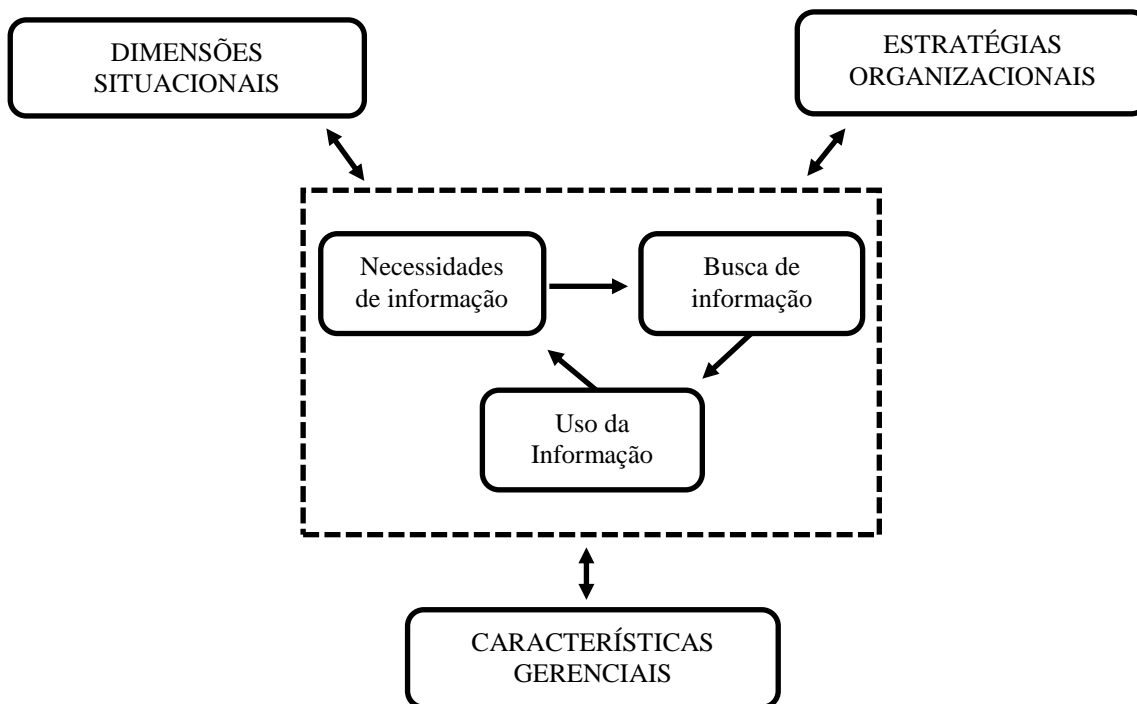 DIMENSÕES
SITUACIONAIS
ESTRATÉGIAS
ORGANIZACIONAIS
Necessidades
de informação
Busca de
informação
Uso da
Informação
CARACTERÍSTICAS
GERENCIAIS